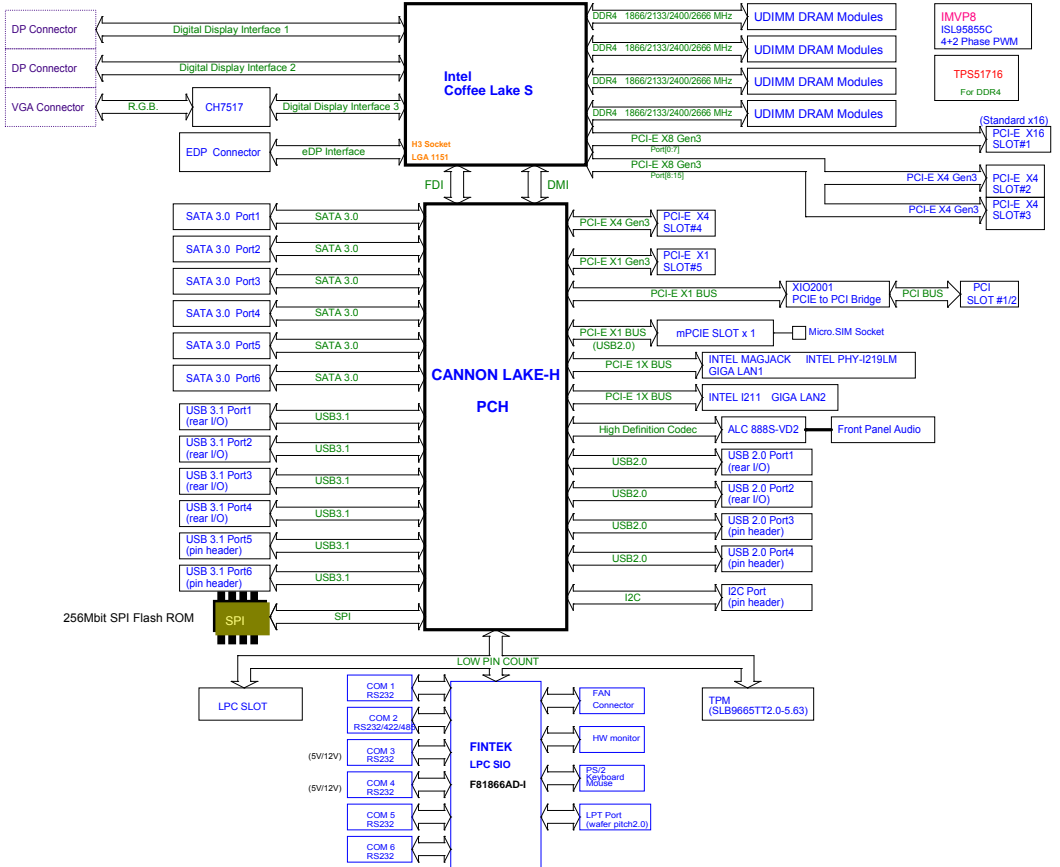 DP Connector
Digital Display Interface 1
DP Connector
Digital Display Interface 2
VGA Connector
R.G.B.
CH7517
Digital Display Interface 3
EDP Connector
eDP Interface
Intel
Coffee Lake S
H3 Socket
LGA 1151
DDR4 1866/2133/2400/2666 MHz
UDIMM DRAM Modules
DDR4 1866/2133/2400/2666 MHz
UDIMM DRAM Modules
DDR4 1866/2133/2400/2666 MHz
UDIMM DRAM Modules
DDR4 1866/2133/2400/2666 MHz
UDIMM DRAM Modules
IMVP8
ISL95855C
4+2 Phase PWM
TPS51716
For DDR4
(Standard x16)
PCI-E X8 Gen3
Port[0:7]
PCI-E X16
SLOT#1
PCI-E X8 Gen3
Port[8:15]
PCI-E X4 Gen3
PCI-E X4
SLOT#2
PCI-E X4 Gen3
PCI-E X4
SLOT#3
FDI
DMI
SATA 3.0 Port1
SATA 3.0
SATA 3.0 Port2
SATA 3.0
SATA 3.0 Port3
SATA 3.0
SATA 3.0 Port4
SATA 3.0
SATA 3.0 Port5
SATA 3.0
SATA 3.0 Port6
SATA 3.0
USB 3.1 Port1
(rear I/O)
USB3.1
USB 3.1 Port2
(rear I/O)
USB3.1
USB 3.1 Port3
(rear I/O)
USB3.1
USB 3.1 Port4
(rear I/O)
USB3.1
USB 3.1 Port5
(pin header)
USB3.1
USB 3.1 Port6
(pin header)
USB3.1
256Mbit SPI Flash ROM
SPI
SPI
CANNON LAKE-H
PCH
PCI-E X4 Gen3
PCI-E X4
SLOT#4
PCI-E X1 Gen3
PCI-E X1
SLOT#5
PCI-E X1 BUS
XIO2001
PCIE to PCI Bridge
PCI BUS
PCI
SLOT #1/2
PCI-E X1 BUS
(USB2.0)
mPCIE SLOT x 1
Micro.SIM Socket
PCI-E 1X BUS
INTEL MAGJACK INTEL PHY-I219LM
GIGA LAN1
PCI-E 1X BUS
INTEL I211 GIGA LAN2
High Definition Codec
ALC 888S-VD2
Front Panel Audio
USB2.0
USB 2.0 Port1
(rear I/O)
USB2.0
USB 2.0 Port2
(rear I/O)
USB2.0
USB 2.0 Port3
(pin header)
USB2.0
USB 2.0 Port4
(pin header)
I2C
I2C Port
(pin header)
LOW PIN COUNT
LPC SLOT
TPM
(SLB9665TT2.0-5.63)
COM 1
RS232
COM 2
RS232/422/485
(5V/12V)
COM 3
RS232
(5V/12V)
COM 4
RS232
COM 5
RS232
COM 6
RS232
FINTEK
LPC SIO
F81866AD-I
FAN
Connector
HW monitor
PS/2
Keyboard
Mouse
LPT Port
(wafer pitch2.0)